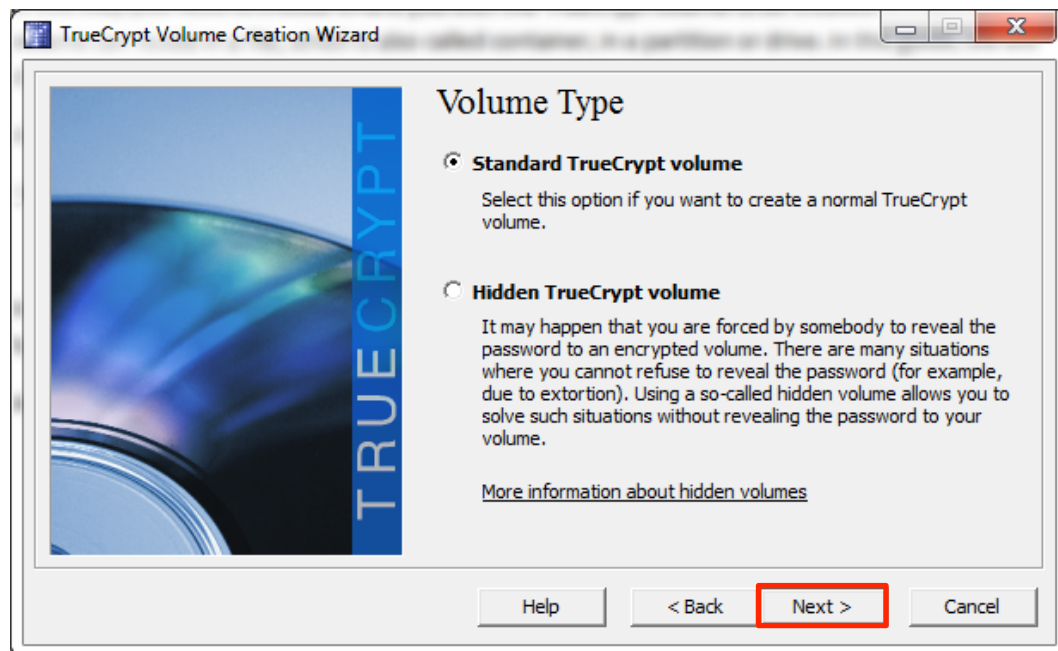 TrueCrypt Volume Creation Wizard
TRUECRYPT
Volume Type
Standard TrueCrypt volume
Select this option if you want to create a normal TrueCrypt
volume.
Hidden TrueCrypt volume
It may happen that you are forced by somebody to reveal the
password to an encrypted volume. There are many situations
where you cannot refuse to reveal the password (for example,
due to extortion). Using a so-called hidden volume allows you to
solve such situations without revealing the password to your
volume.
More information about hidden volumes
Help
< Back
Next >
Cancel